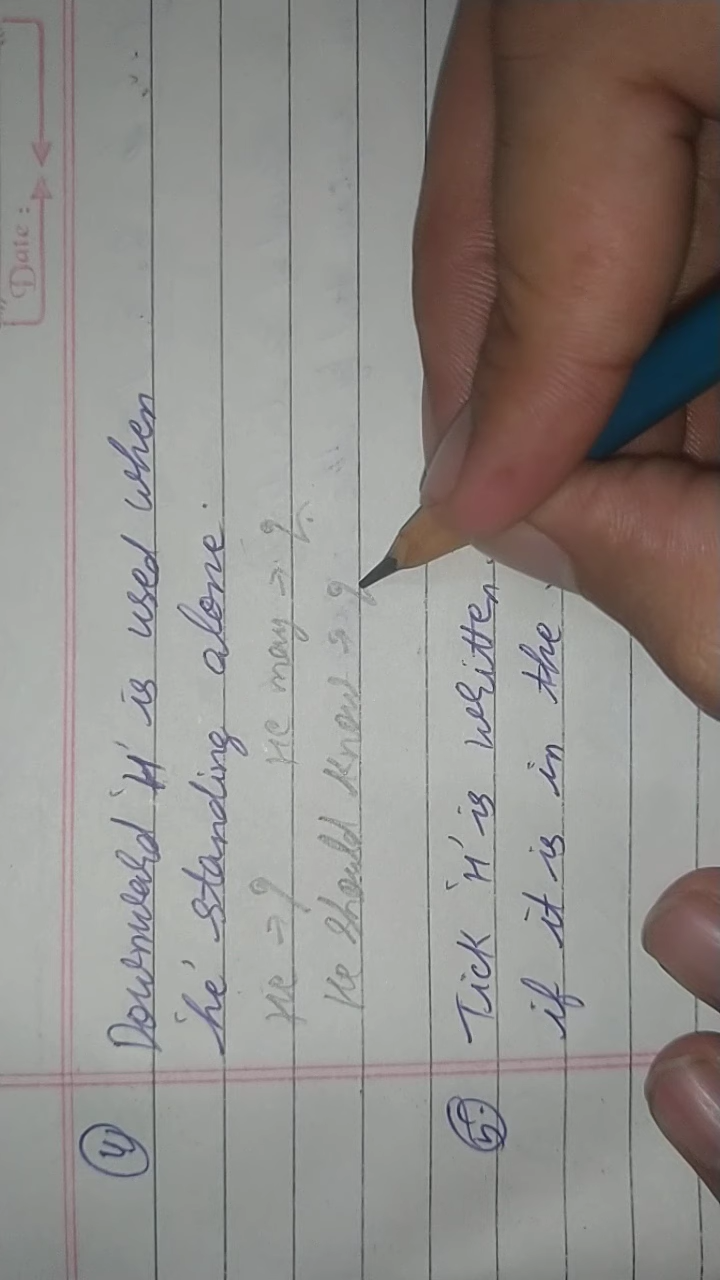 Date :
④ Downward 'H' is used when
'he' standing alone.
He → He may →
He should know →
⑤ Tick 'H' is written
if it is in the